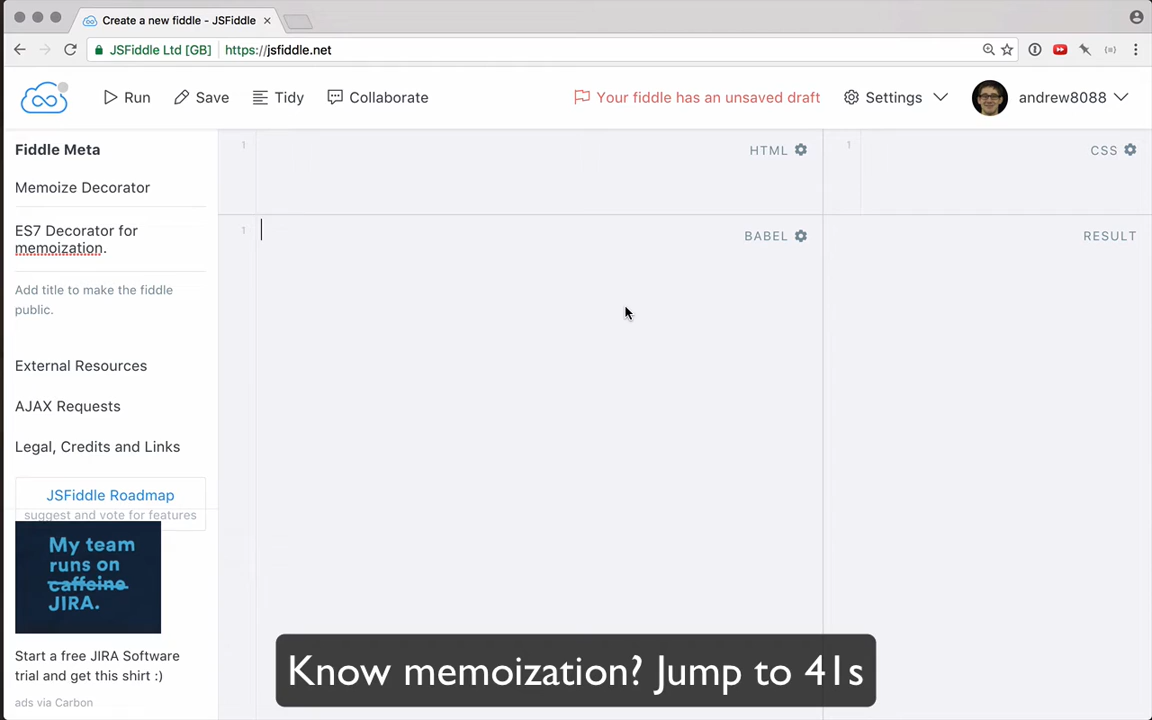 Create a new fiddle - JSFiddle
JSFiddle Ltd [GB] https://jsfiddle.net
Run Save Tidy Collaborate Your fiddle has an unsaved draft Settings andrew8088
Fiddle Meta
Memoize Decorator
ES7 Decorator for
memoization.
Add title to make the fiddle
public.
External Resources
AJAX Requests
Legal, Credits and Links
JSFiddle Roadmap
suggest and vote for features
My team
runs on
caffeine
JIRA.
Start a free JIRA Software
trial and get this shirt :)
ads via Carbon
1 HTML
1 CSS
1 BABEL
RESULT
Know memoization? Jump to 41s